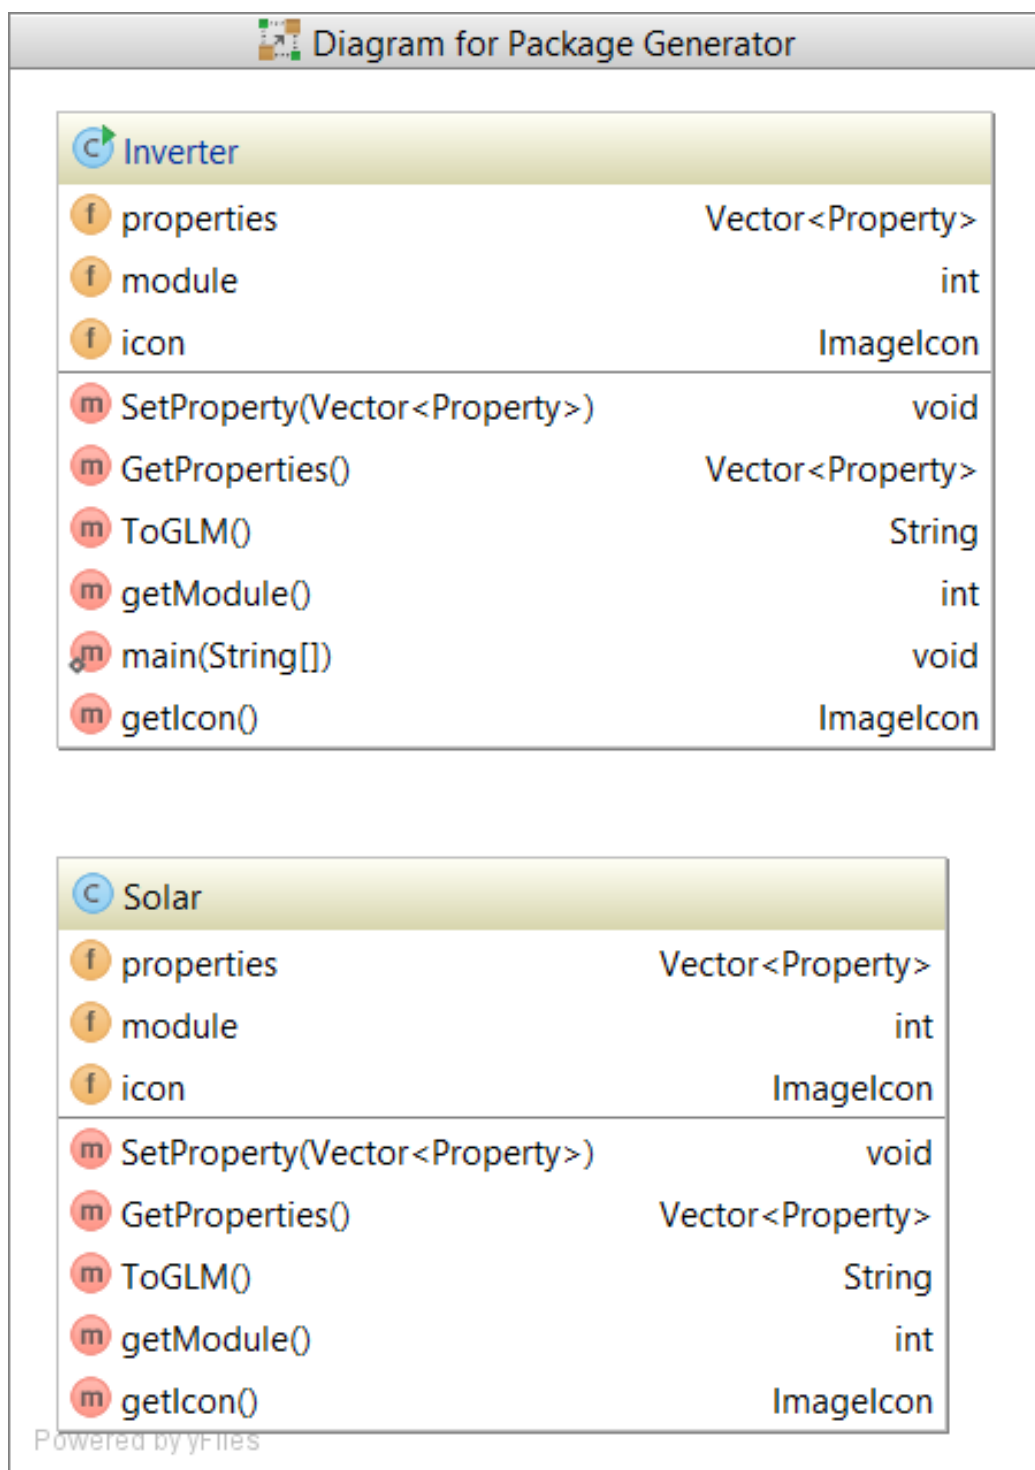 Diagram for Package Generator
C Inverter
f properties Vector<Property>
f module int
f icon ImageIcon
m SetProperty(Vector<Property>) void
m GetProperties() Vector<Property>
m ToGLM() String
m getModule() int
m main(String[]) void
m getIcon() ImageIcon
C Solar
f properties Vector<Property>
f module int
f icon ImageIcon
m SetProperty(Vector<Property>) void
m GetProperties() Vector<Property>
m ToGLM() String
m getModule() int
m getIcon() ImageIcon
Powered by yFiles